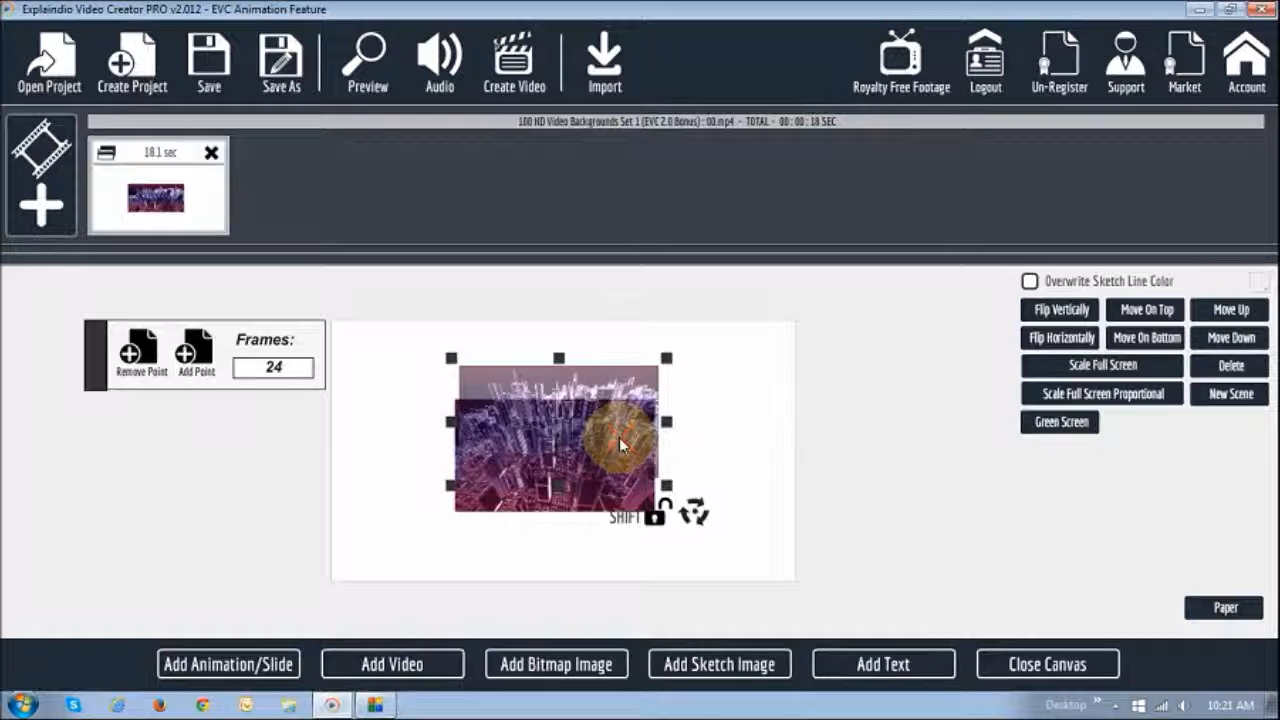 Explaindio Video Creator PRO v2.012 - EVC Animation Feature
Open Project
Create Project
Save
Save As
Preview
Audio
Create Video
Import
Royalty Free Footage
Logout
Un-Register
Support
Market
Account
100 HD Video Backgrounds Set 1 (EVC 2.0 Bonus) : 00.mp4 - TOTAL - 00 : 00 : 18 SEC
18.1 sec
Overwrite Sketch Line Color
Flip Vertically
Move On Top
Move Up
Flip Horizontally
Move On Bottom
Move Down
Scale Full Screen
Delete
Scale Full Screen Proportional
New Scene
Green Screen
Remove Point
Add Point
Frames:
24
SHIFT
Paper
Add Animation/Slide
Add Video
Add Bitmap Image
Add Sketch Image
Add Text
Close Canvas
Desktop
10:21 AM